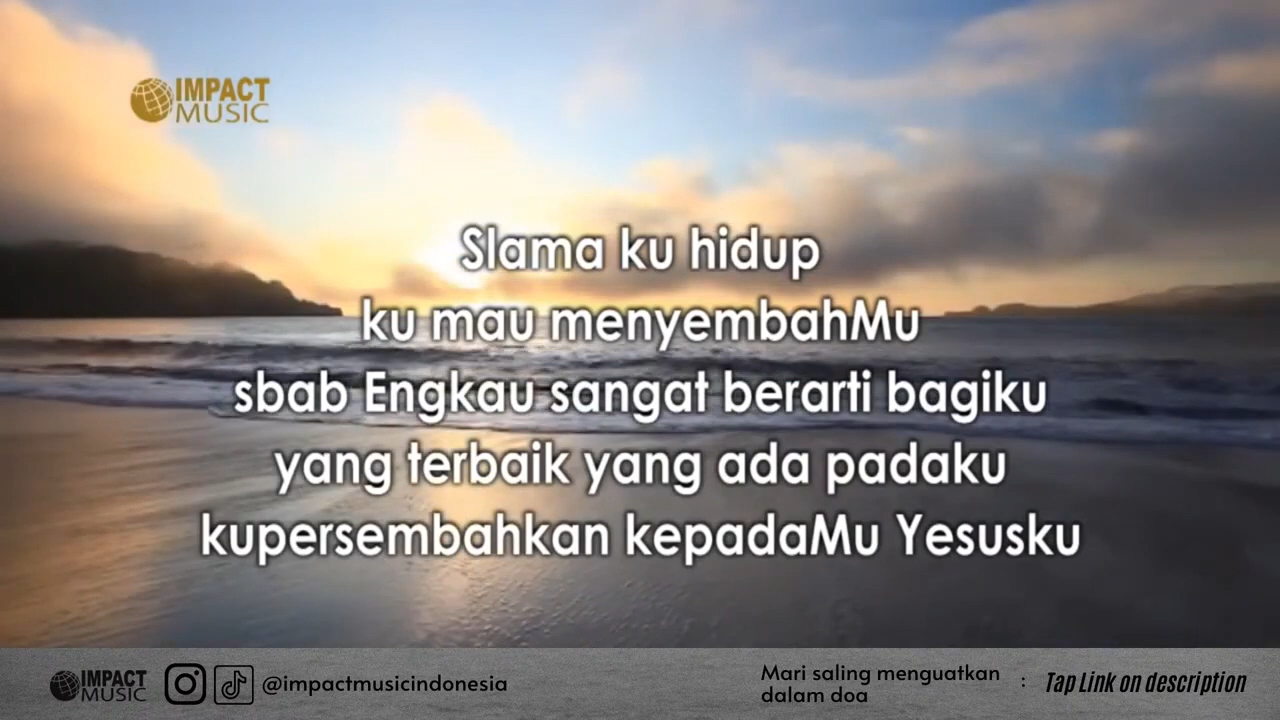 IMPACT
MUSIC
Slama ku hidup
ku mau menyembahMu
sbab Engkau sangat berarti bagiku
yang terbaik yang ada padaku
kupersembahkan kepadaMu Yesusku
IMPACT
MUSIC
@impactmusicindonesia
Mari saling menguatkan
dalam doa
: Tap Link on description